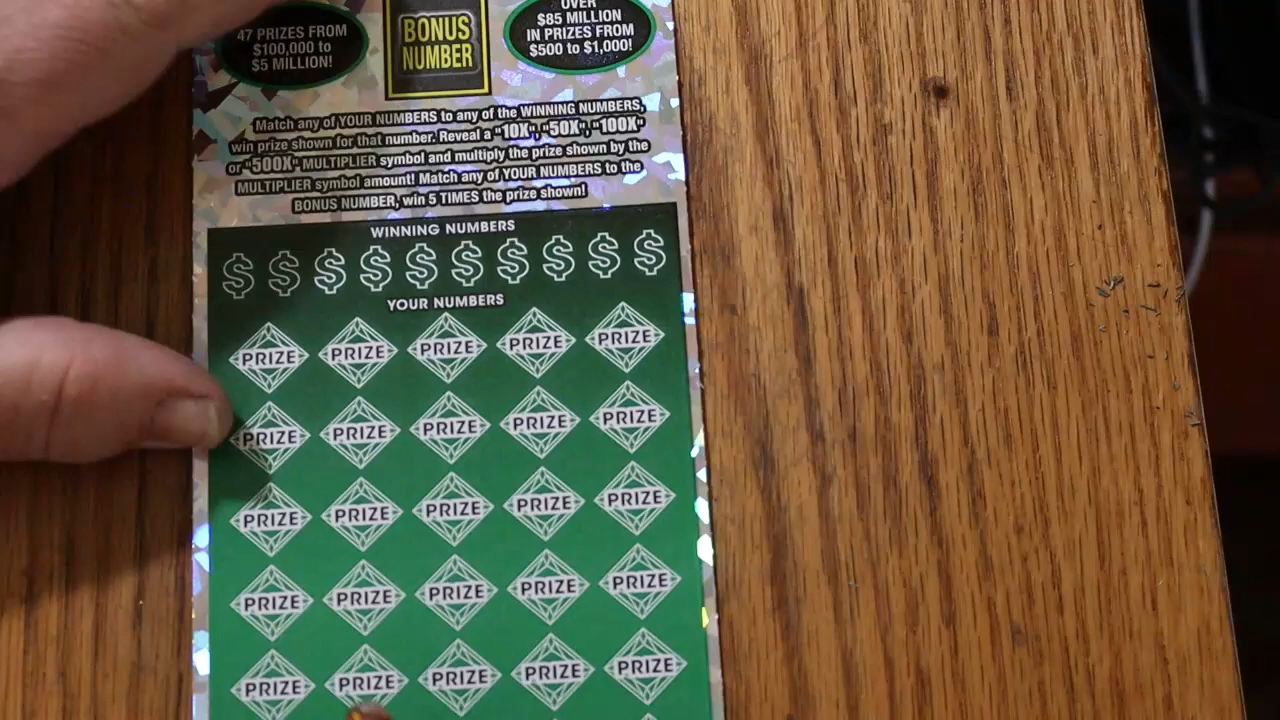 47 PRIZES FROM
$100,000 to
$5 MILLION!
BONUS
NUMBER
OVER
$85 MILLION
IN PRIZES FROM
$500 to $1,000!
Match any of YOUR NUMBERS to any of the WINNING NUMBERS,
win prize shown for that number. Reveal a "10X", "50X", "100X"
or "500X" MULTIPLIER symbol and multiply the prize shown by the
MULTIPLIER symbol amount! Match any of YOUR NUMBERS to the
BONUS NUMBER, win 5 TIMES the prize shown!
WINNING NUMBERS
$ $ $ $ $ $ $ $ $ $
YOUR NUMBERS
PRIZE PRIZE PRIZE PRIZE PRIZE
PRIZE PRIZE PRIZE PRIZE PRIZE
PRIZE PRIZE PRIZE PRIZE PRIZE
PRIZE PRIZE PRIZE PRIZE PRIZE
PRIZE PRIZE PRIZE PRIZE PRIZE